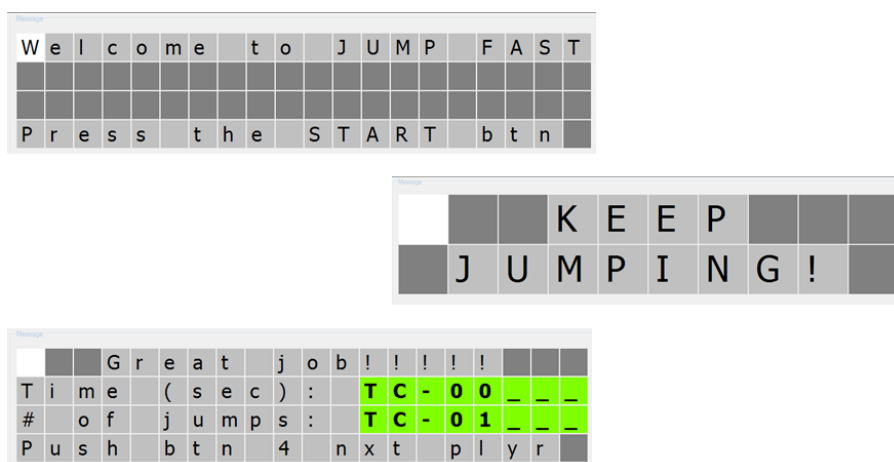 Message
Welcome to JUMP FAST
Press the START btn
Message
KEEP
JUMPING!
Message
Great job!!!!!
Time (sec): TC-00___
# of jumps: TC-01___
Push btn 4 nxt plyr